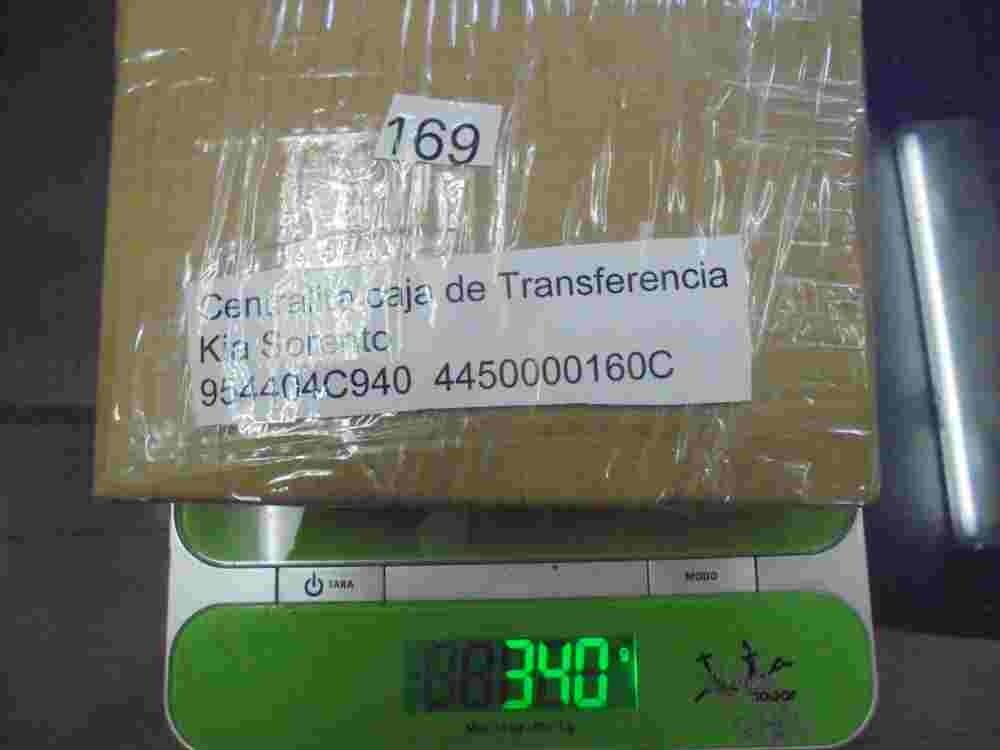 169
Centralita caja de Transferencia
Kia Sorento
954404C940 4450000160C
TARA
MODO
340 g